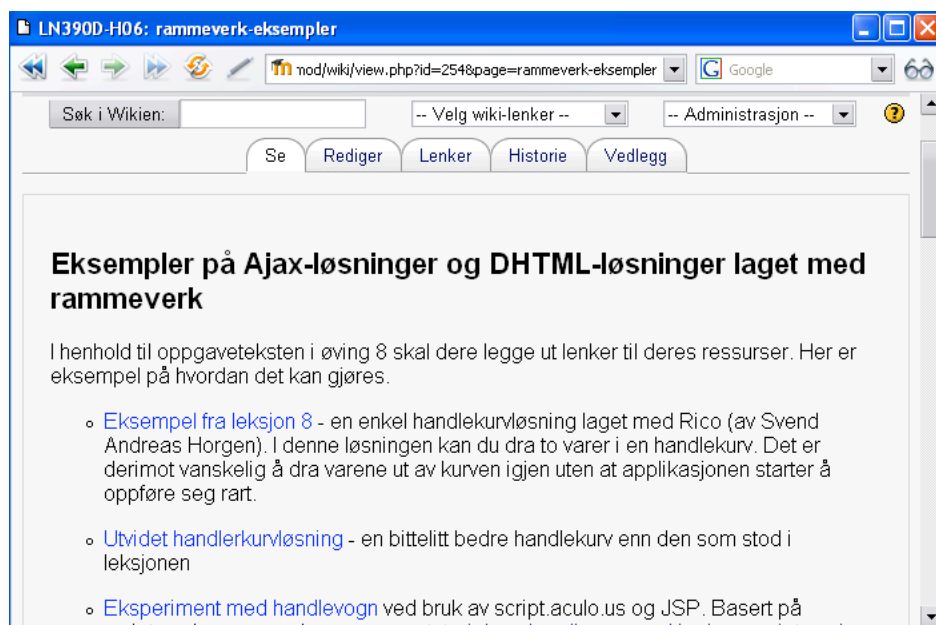 LN390D-H06: rammeverk-eksempler
mod/wiki/view.php?id=254&page=rammeverk-eksempler
Google
Søk i Wikien:
-- Velg wiki-lenker --
-- Administrasjon --
?
Se
Rediger
Lenker
Historie
Vedlegg
Eksempler på Ajax-løsninger og DHTML-løsninger laget med
rammeverk
I henhold til oppgaveteksten i øving 8 skal dere legge ut lenker til deres ressurser. Her er
eksempel på hvordan det kan gjøres.
Eksempel fra leksjon 8 - en enkel handlekurvløsning laget med Rico (av Svend
Andreas Horgen). I denne løsningen kan du dra to varer i en handlekurv. Det er
derimot vanskelig å dra varene ut av kurven igjen uten at applikasjonen starter å
oppføre seg rart.
Utvidet handlerkurvløsning - en bittelitt bedre handlekurv enn den som stod i
leksjonen
Eksperiment med handlevogn ved bruk av script.aculo.us og JSP. Basert på